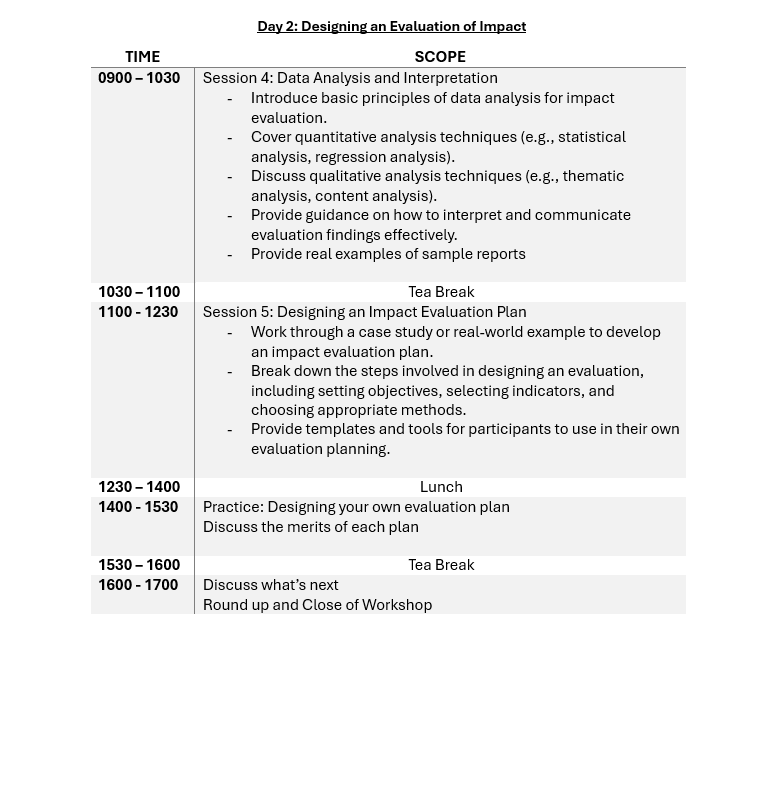 Day 2: Designing an Evaluation of Impact
TIME SCOPE
0900 – 1030 Session 4: Data Analysis and Interpretation
- Introduce basic principles of data analysis for impact
evaluation.
- Cover quantitative analysis techniques (e.g., statistical
analysis, regression analysis).
- Discuss qualitative analysis techniques (e.g., thematic
analysis, content analysis).
- Provide guidance on how to interpret and communicate
evaluation findings effectively.
- Provide real examples of sample reports
1030 – 1100 Tea Break
1100 - 1230 Session 5: Designing an Impact Evaluation Plan
- Work through a case study or real-world example to develop
an impact evaluation plan.
- Break down the steps involved in designing an evaluation,
including setting objectives, selecting indicators, and
choosing appropriate methods.
- Provide templates and tools for participants to use in their own
evaluation planning.
1230 – 1400 Lunch
1400 - 1530 Practice: Designing your own evaluation plan
Discuss the merits of each plan
1530 – 1600 Tea Break
1600 - 1700 Discuss what’s next
Round up and Close of Workshop